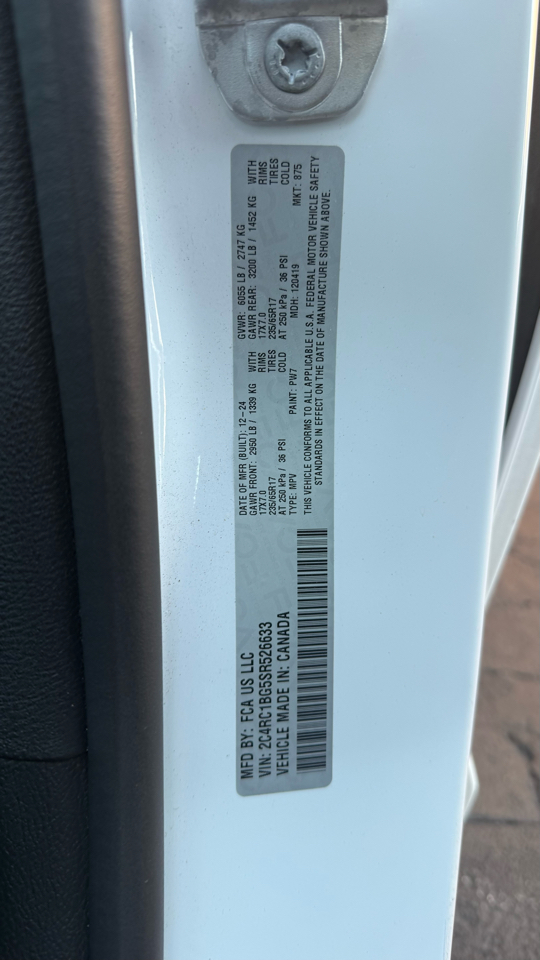 MFD BY: FCA US LLC
VIN: 2C4RC1BG5SR526633
VEHICLE MADE IN: CANADA
DATE OF MFR (BUILT): 12-24 GVWR: 6055 LB / 2747 KG
GAWR FRONT: 2950 LB / 1339 KG WITH GAWR REAR: 3200 LB / 1452 KG WITH
17X7.0 RIMS 17X7.0 RIMS
235/65R17 TIRES 235/65R17 TIRES
AT 250 kPa / 36 PSI COLD AT 250 kPa / 36 PSI COLD
TYPE: MPV PAINT: PW7 MDH: 120419 MKT: 875
THIS VEHICLE CONFORMS TO ALL APPLICABLE U.S.A. FEDERAL MOTOR VEHICLE SAFETY
STANDARDS IN EFFECT ON THE DATE OF MANUFACTURE SHOWN ABOVE.